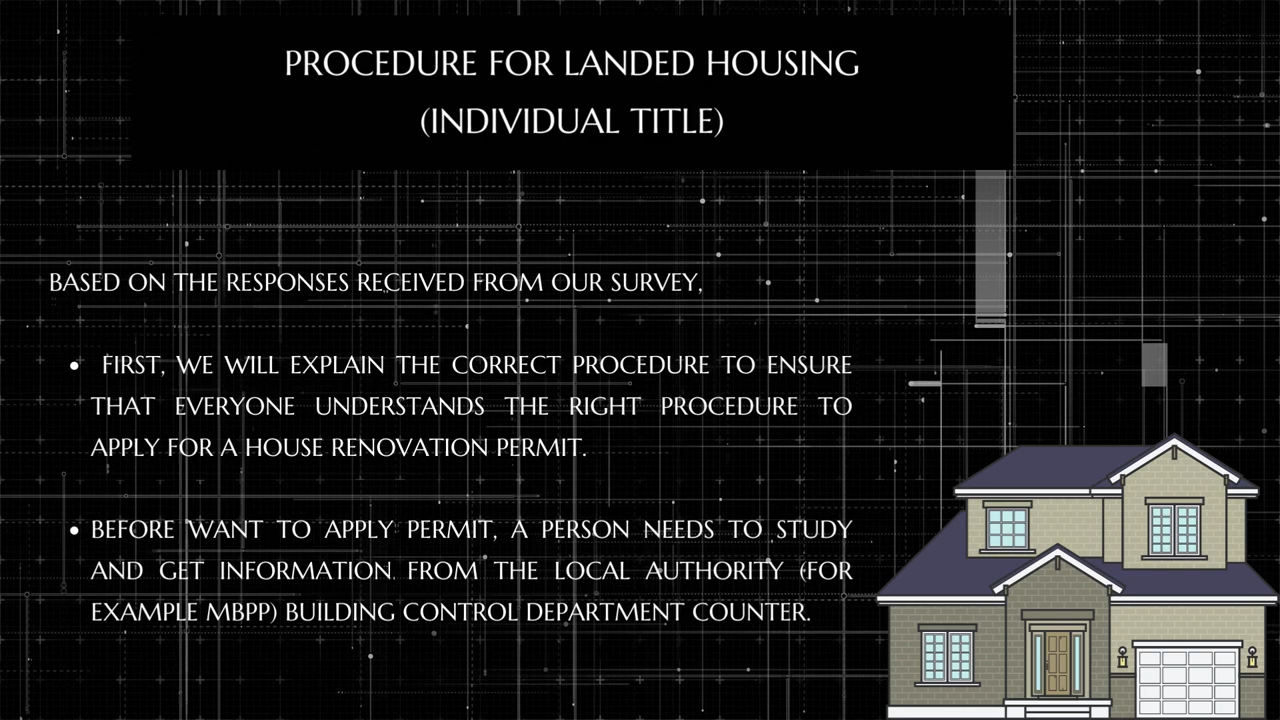 PROCEDURE FOR LANDED HOUSING
(INDIVIDUAL TITLE)
BASED ON THE RESPONSES RECEIVED FROM OUR SURVEY,
• FIRST, WE WILL EXPLAIN THE CORRECT PROCEDURE TO ENSURE
THAT EVERYONE UNDERSTANDS THE RIGHT PROCEDURE TO
APPLY FOR A HOUSE RENOVATION PERMIT.
• BEFORE WANT TO APPLY PERMIT, A PERSON NEEDS TO STUDY
AND GET INFORMATION FROM THE LOCAL AUTHORITY (FOR
EXAMPLE MBPP) BUILDING CONTROL DEPARTMENT COUNTER.